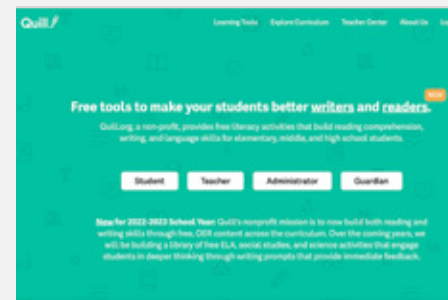 Quill
Learning Tools Explore Curriculum Teacher Center About Us
NEW
Free tools to make your students better writers and readers.
Quill.org, a non-profit, provides free literacy activities that build reading comprehension,
writing, and language skills for elementary, middle, and high school students.
Student Teacher Administrator Guardian
New for 2022-2023 School Year: Quill's nonprofit mission is to now build both reading and
writing skills through free, OER content across the curriculum. Over the coming years, we
will be building a library of free ELA, social studies, and science activities that engage
students in deeper thinking through writing prompts that provide immediate feedback.